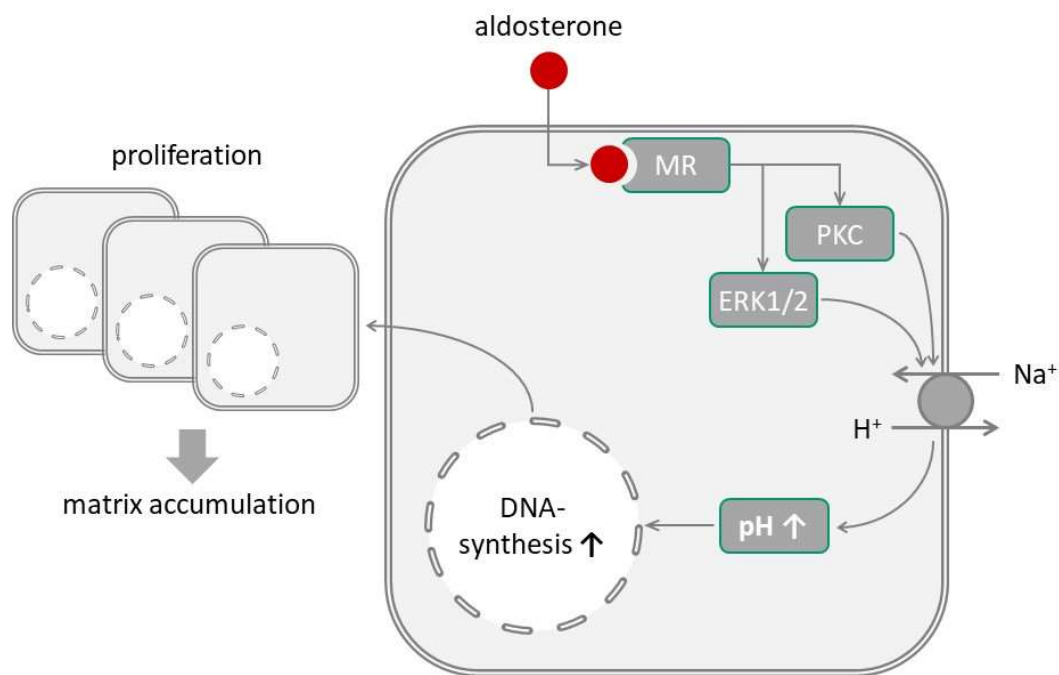 aldosterone
proliferation
MR
PKC
ERK1/2
Na⁺
H⁺
matrix accumulation
DNA-
synthesis ↑
pH ↑